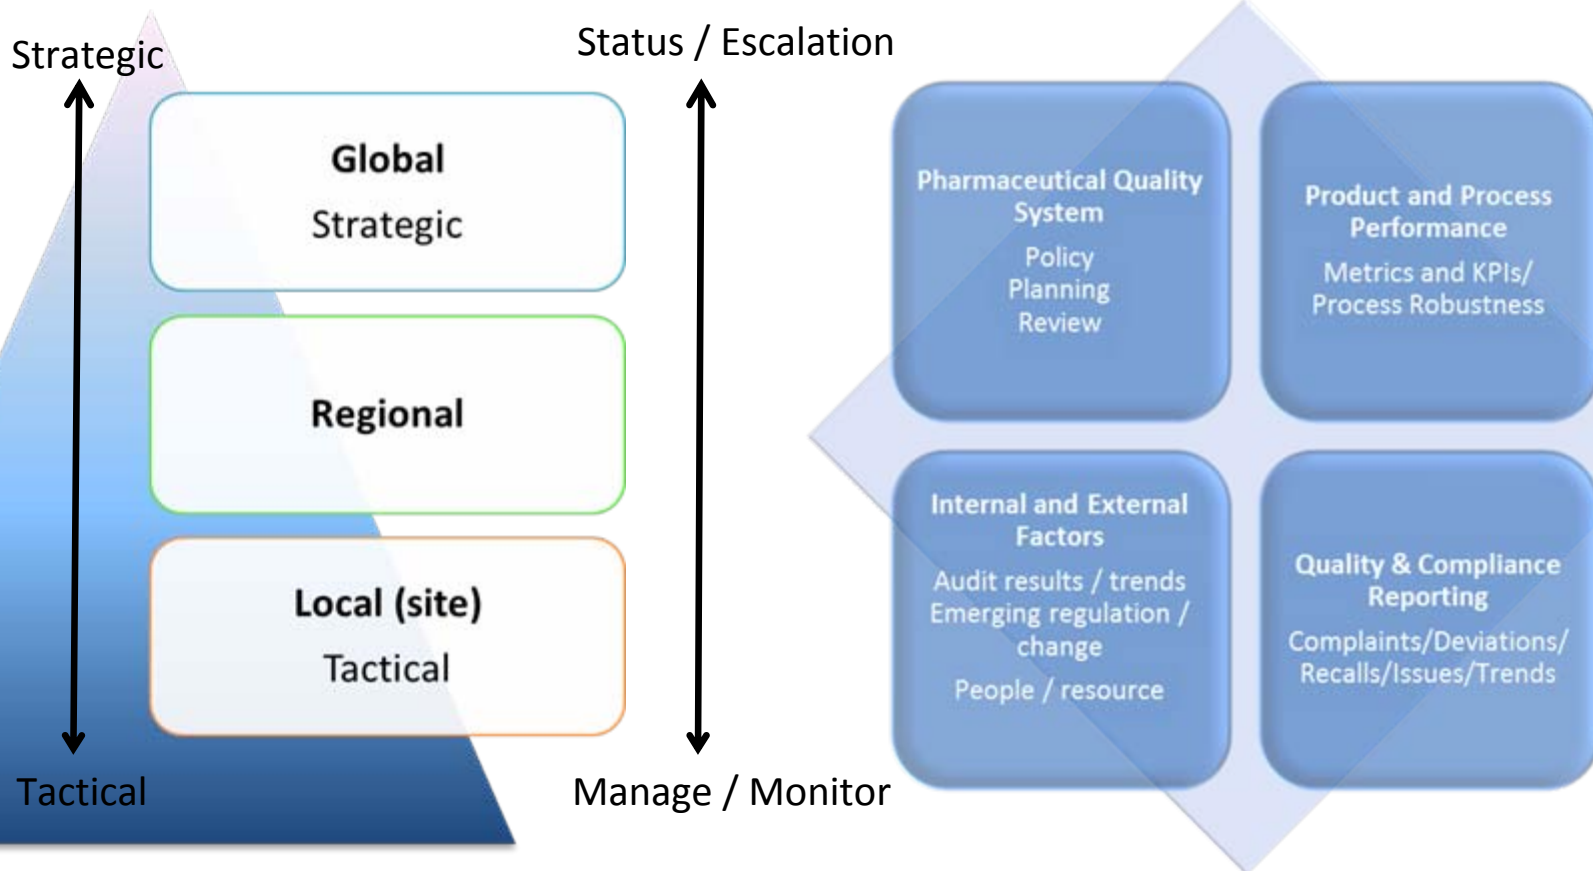 Strategic
Tactical
Global
Strategic
Regional
Local (site)
Tactical
Status / Escalation
Manage / Monitor
Pharmaceutical Quality
System
Policy
Planning
Review
Product and Process
Performance
Metrics and KPIs/
Process Robustness
Internal and External
Factors
Audit results / trends
Emerging regulation /
change
People / resource
Quality & Compliance
Reporting
Complaints/Deviations/
Recalls/Issues/Trends